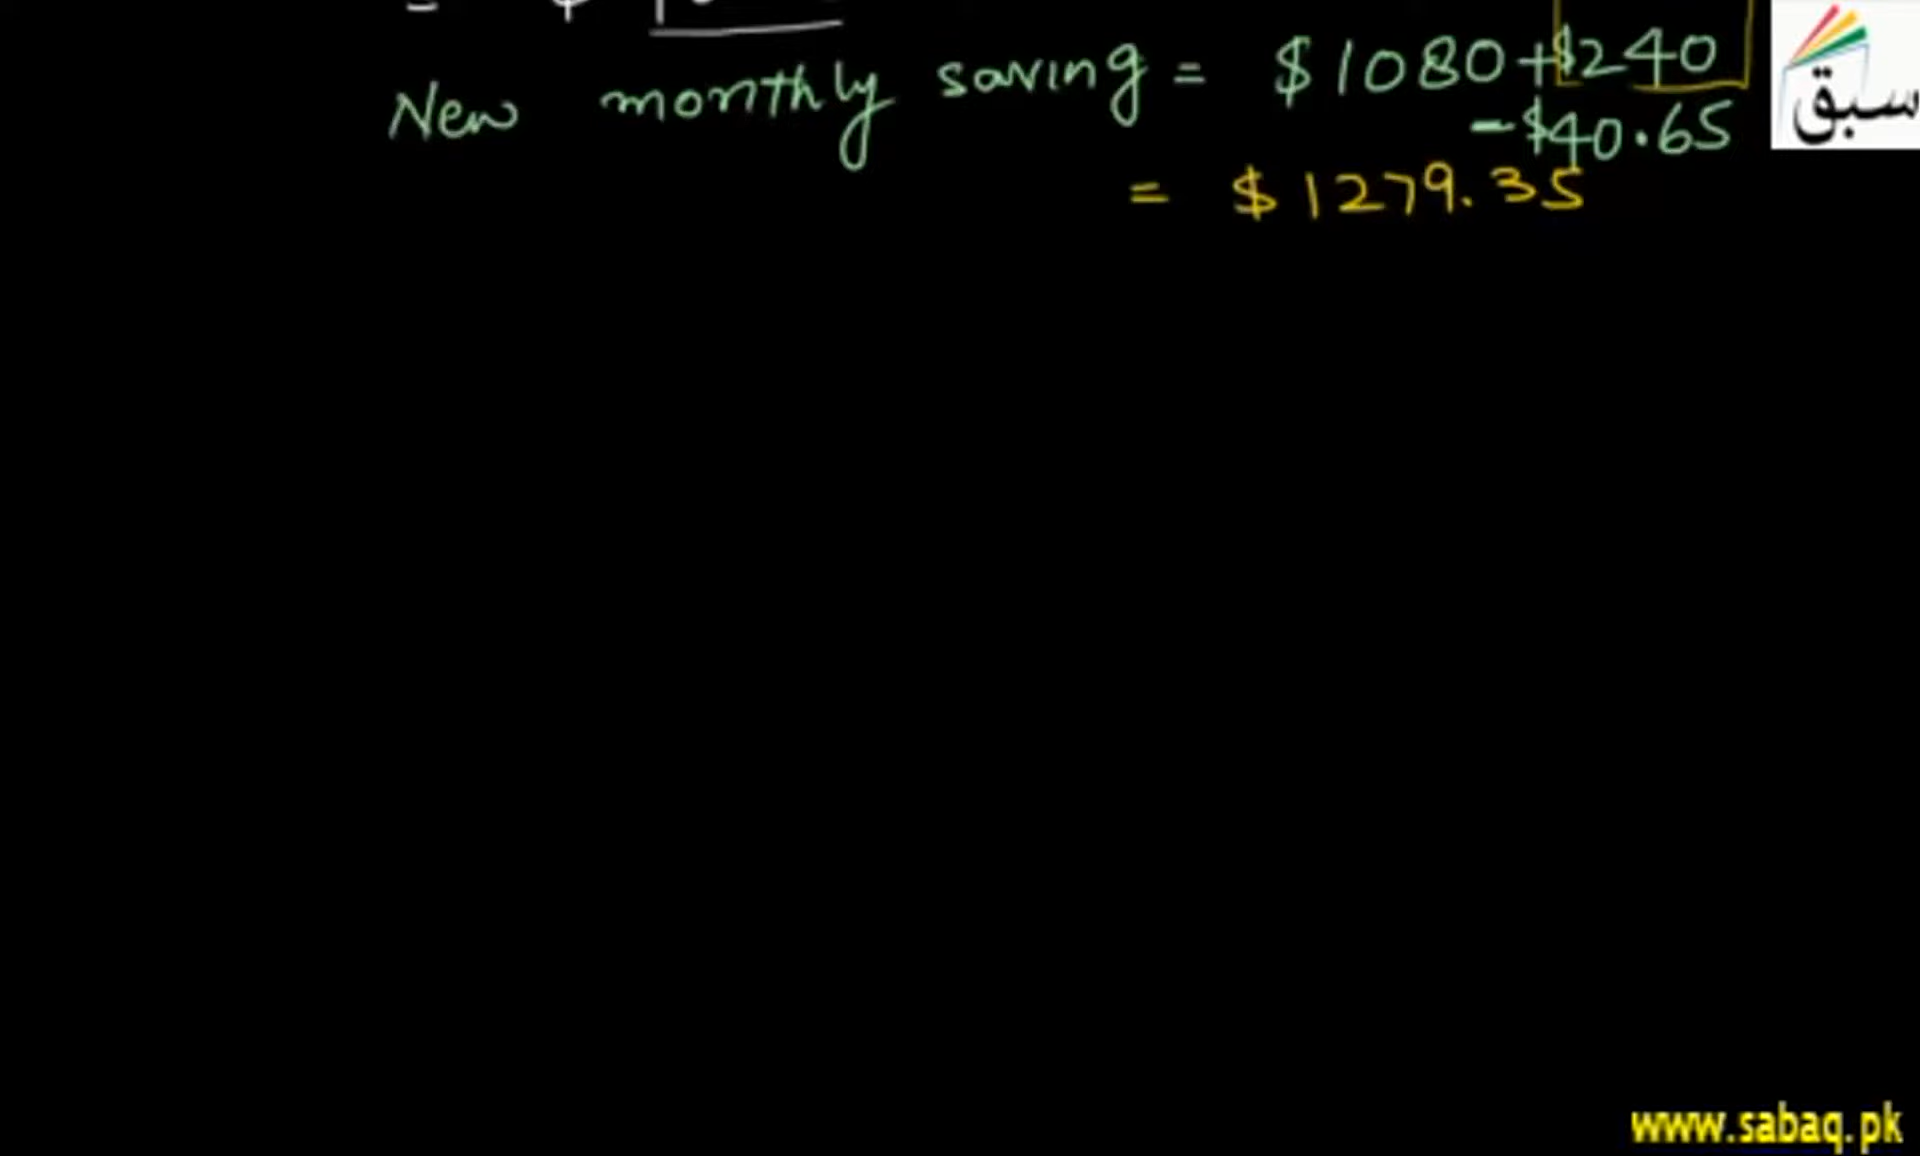 New monthly saving = $1080+$240
-$40.65
= $1279.35
سبق
www.sabaq.pk